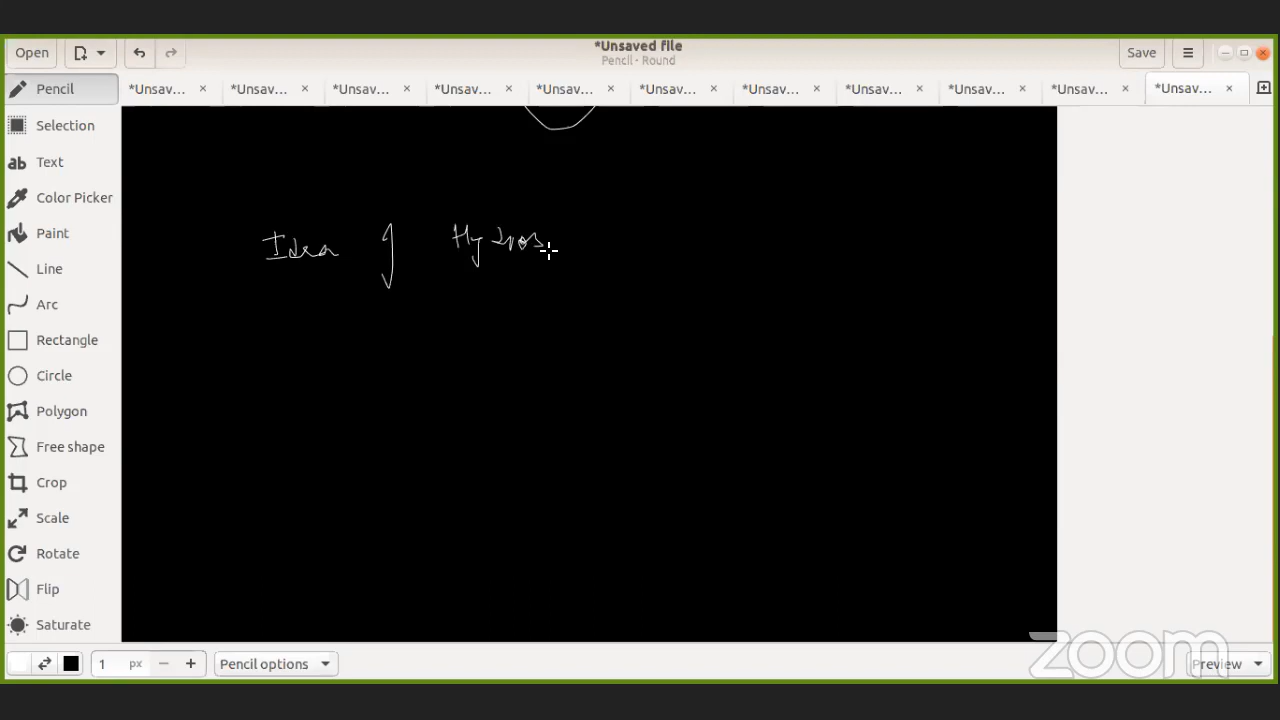 *Unsaved file
Open
Pencil · Round
Save
*Unsav... × *Unsav... × *Unsav... × *Unsav... × *Unsav... × *Unsav... × *Unsav... × *Unsav... × *Unsav... × *Unsav... × *Unsav... ×
Pencil
Selection
Text
Color Picker
Paint
Line
Arc
Rectangle
Circle
Polygon
Free shape
Crop
Scale
Rotate
Flip
Saturate
Idea of Hydros
1 px − + Pencil options
Preview
zoom